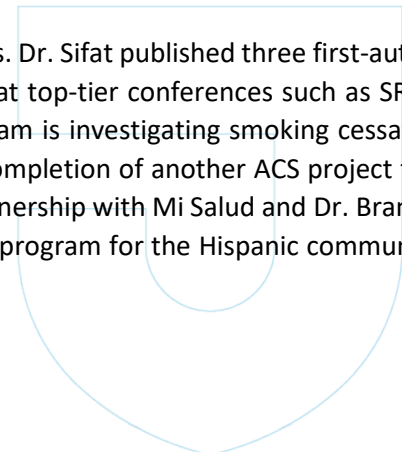 s. Dr. Sifat published three first-aut
at top-tier conferences such as SR
am is investigating smoking cessa
ompletion of another ACS project
nership with Mi Salud and Dr. Bran
program for the Hispanic commun